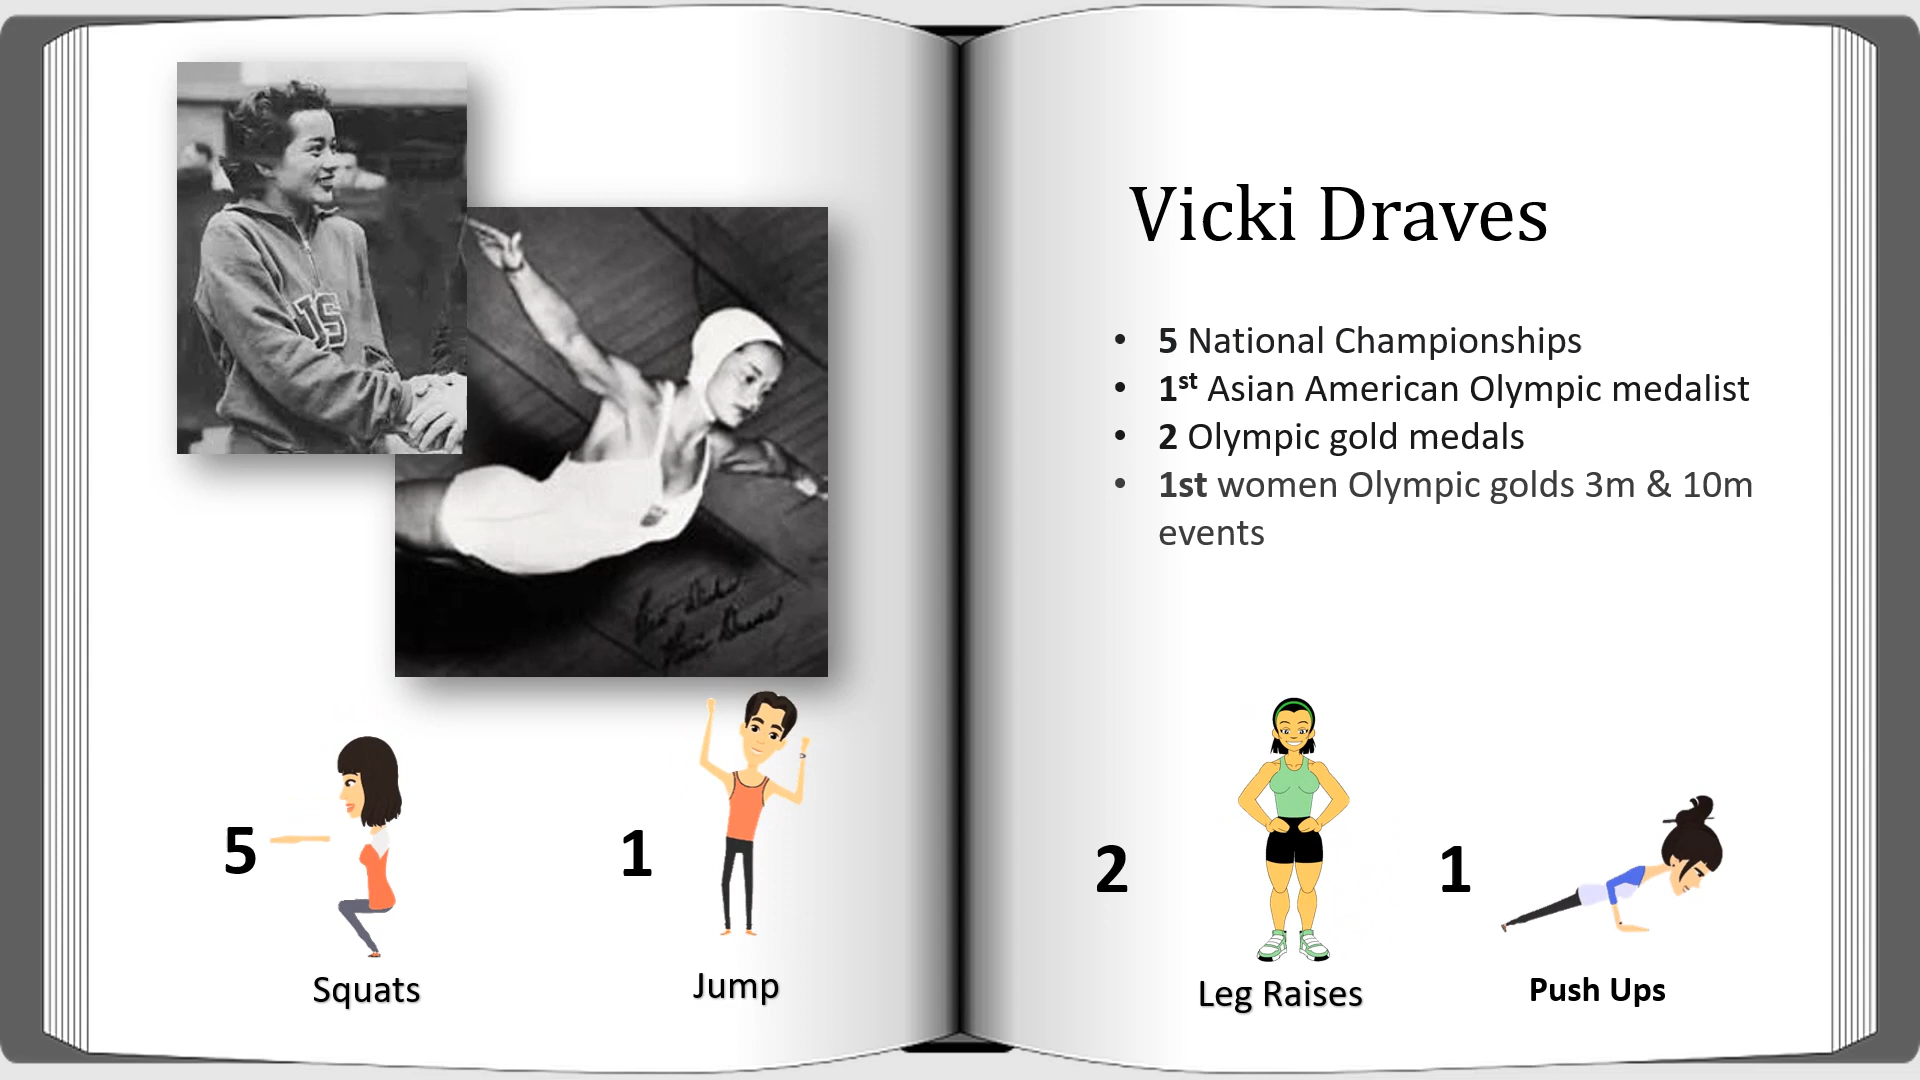 US
Vicki Draves
• 5 National Championships
• 1st Asian American Olympic medalist
• 2 Olympic gold medals
• 1st women Olympic golds 3m & 10m
events
5
1
2
1
Squats
Jump
Leg Raises
Push Ups